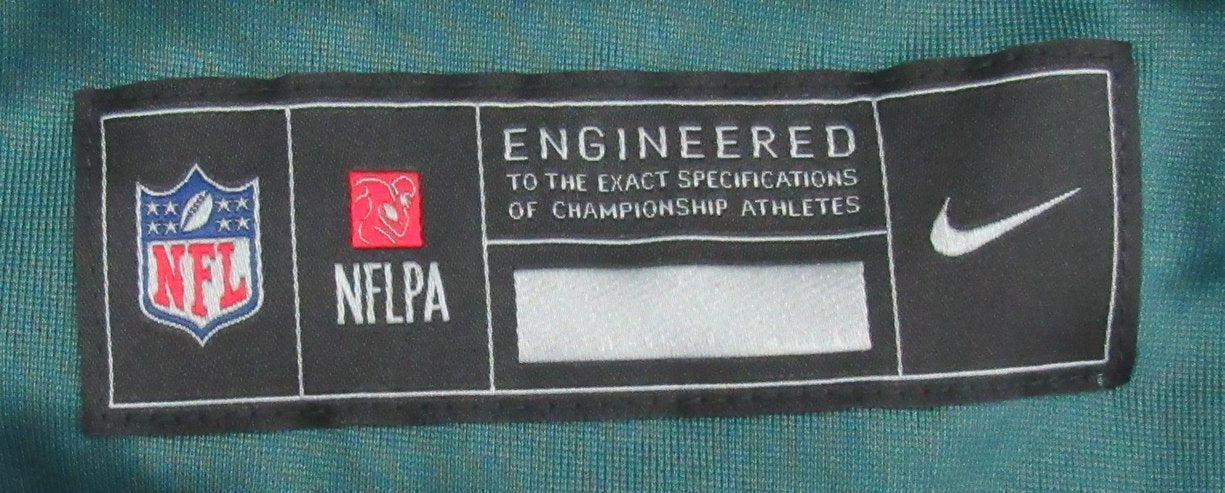 NFL
NFLPA
ENGINEERED
TO THE EXACT SPECIFICATIONS
OF CHAMPIONSHIP ATHLETES